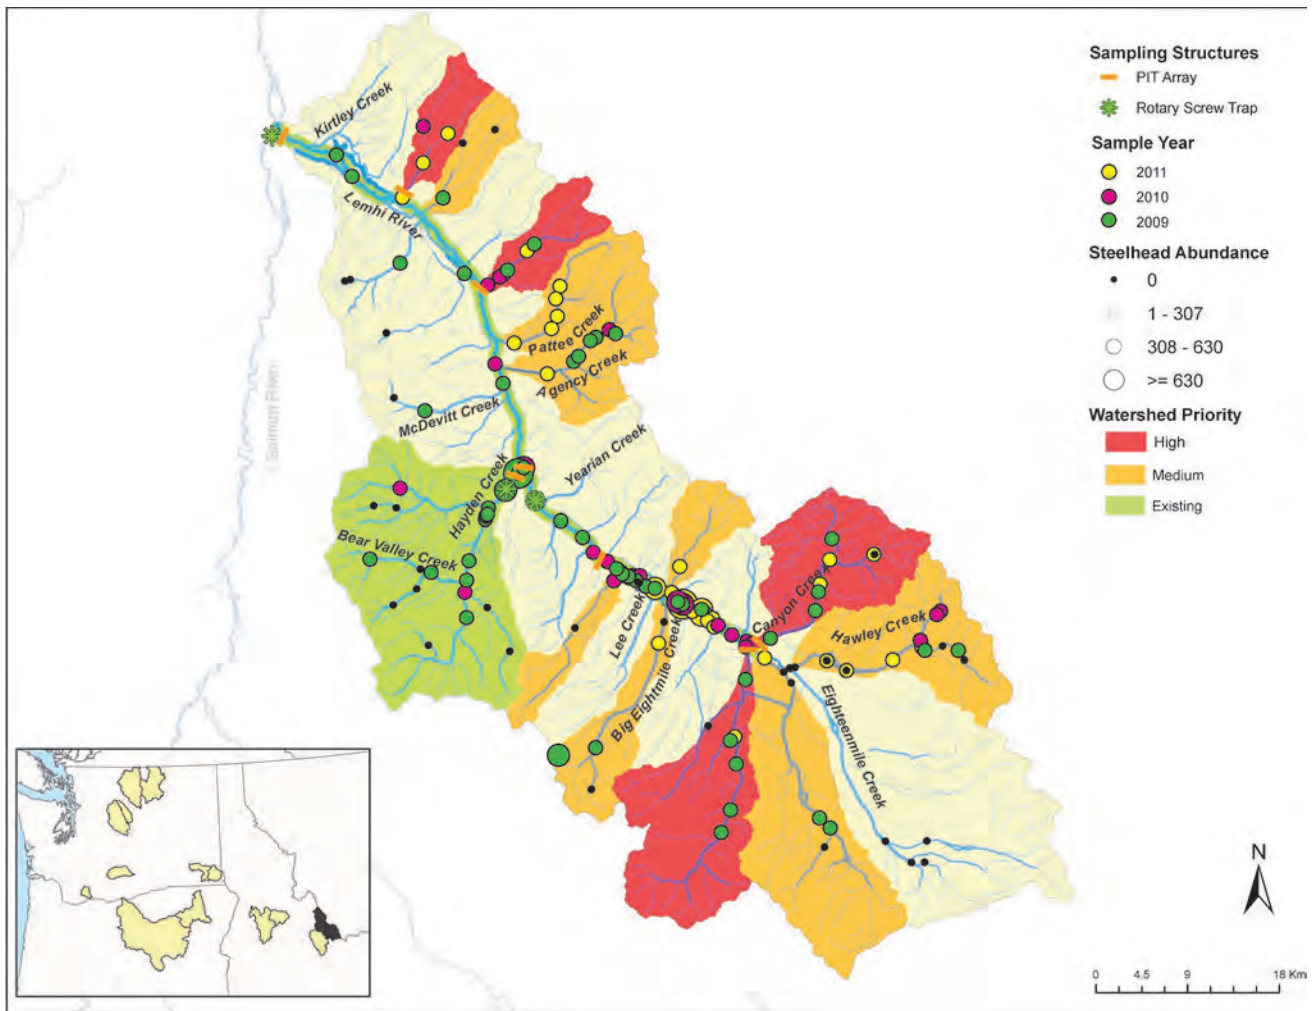 Sampling Structures
PIT Array
Rotary Screw Trap
Sample Year
2011
2010
2009
Steelhead Abundance
0
1 - 307
308 - 630
>= 630
Watershed Priority
High
Medium
Existing
Kirtley Creek
Lemhi River
Pattee Creek
Agency Creek
McDevitt Creek
Salmon River
Hayden Creek
Yearian Creek
Bear Valley Creek
Lee Creek
Big Eightmile Creek
Canyon Creek
Hawley Creek
Eighteenmile Creek
N
0 4.5 9 18 Km